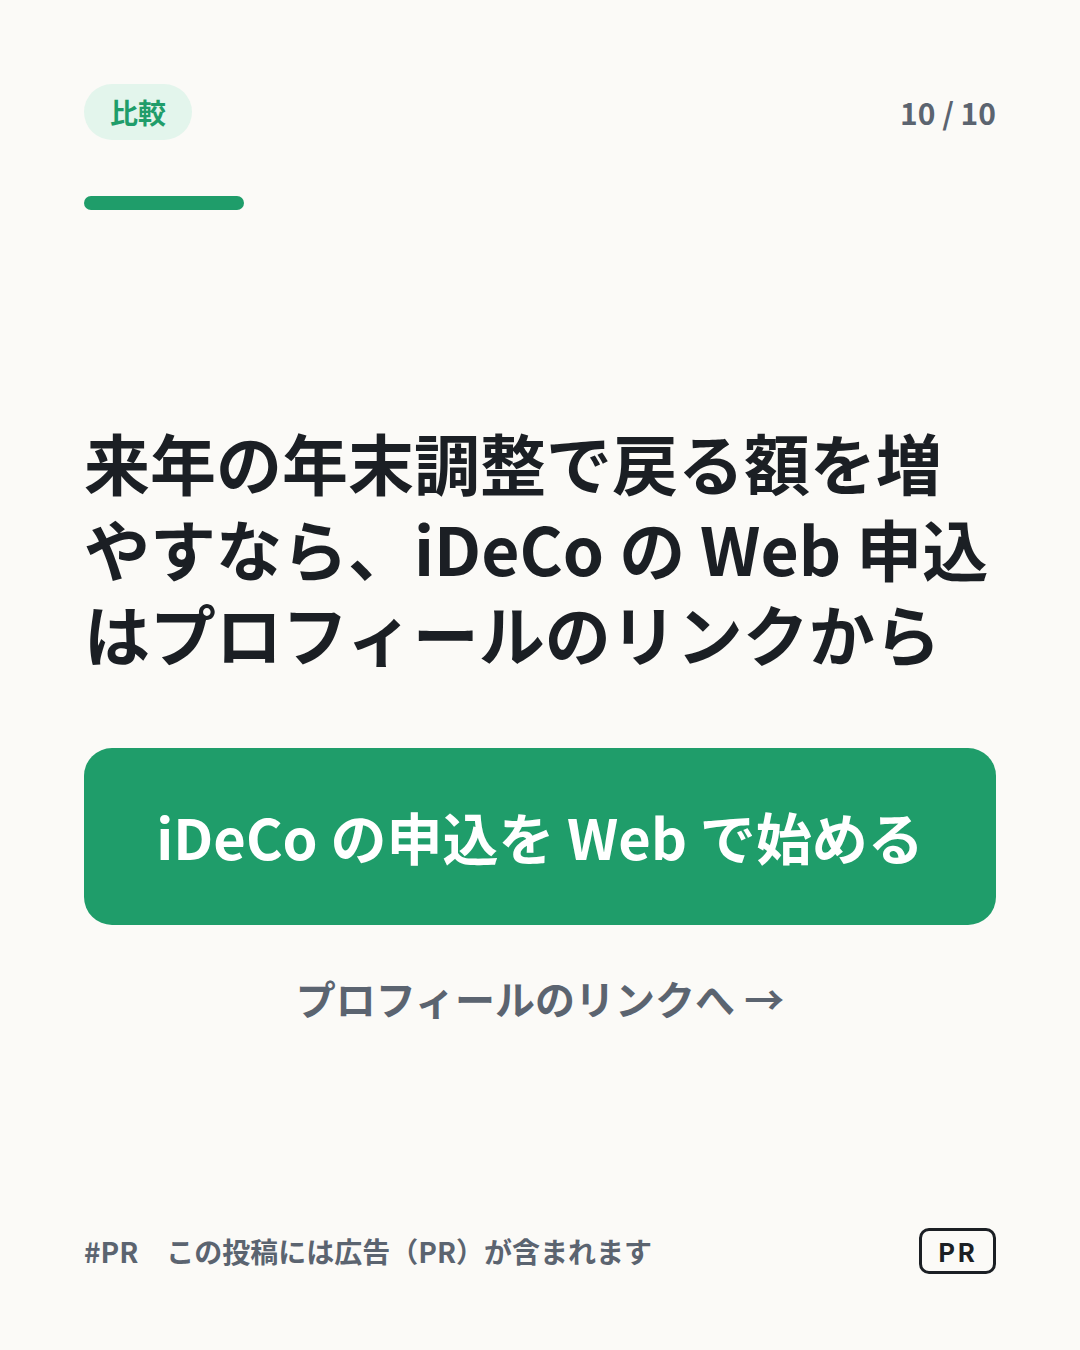 比較
10 / 10
来年の年末調整で戻る額を増
やすなら、iDeCo の Web 申込
はプロフィールのリンクから
iDeCo の申込を Web で始める
プロフィールのリンクへ →
#PR　この投稿には広告（PR）が含まれます
PR